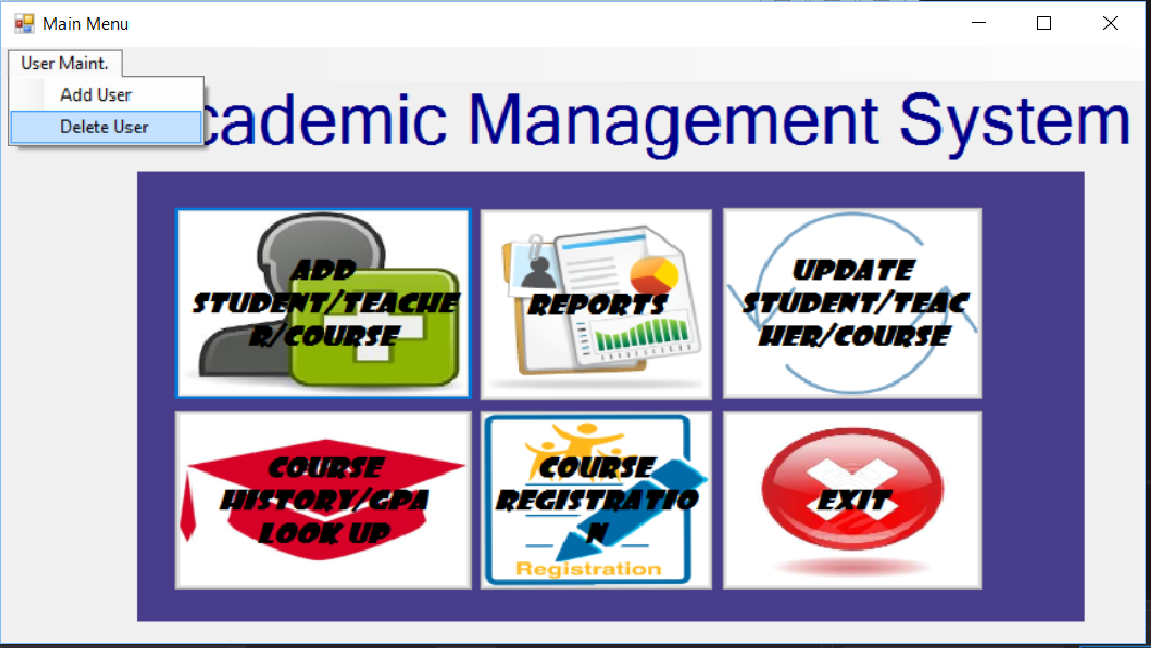 Main Menu
User Maint.
Add User
Delete User
cademic Management System
ADD
STUDENT/TEACHE
R/COURSE
REPORTS
UPDATE
STUDENT/TEAC
HER/COURSE
COURSE
HISTORY/GPA
LOOK UP
COURSE
REGISTRATIO
N
Registration
EXIT